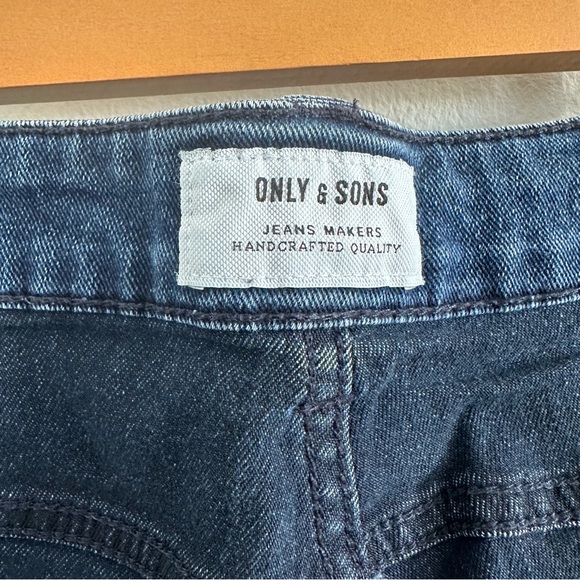 ONLY & SONS
JEANS MAKERS
HANDCRAFTED QUALITY